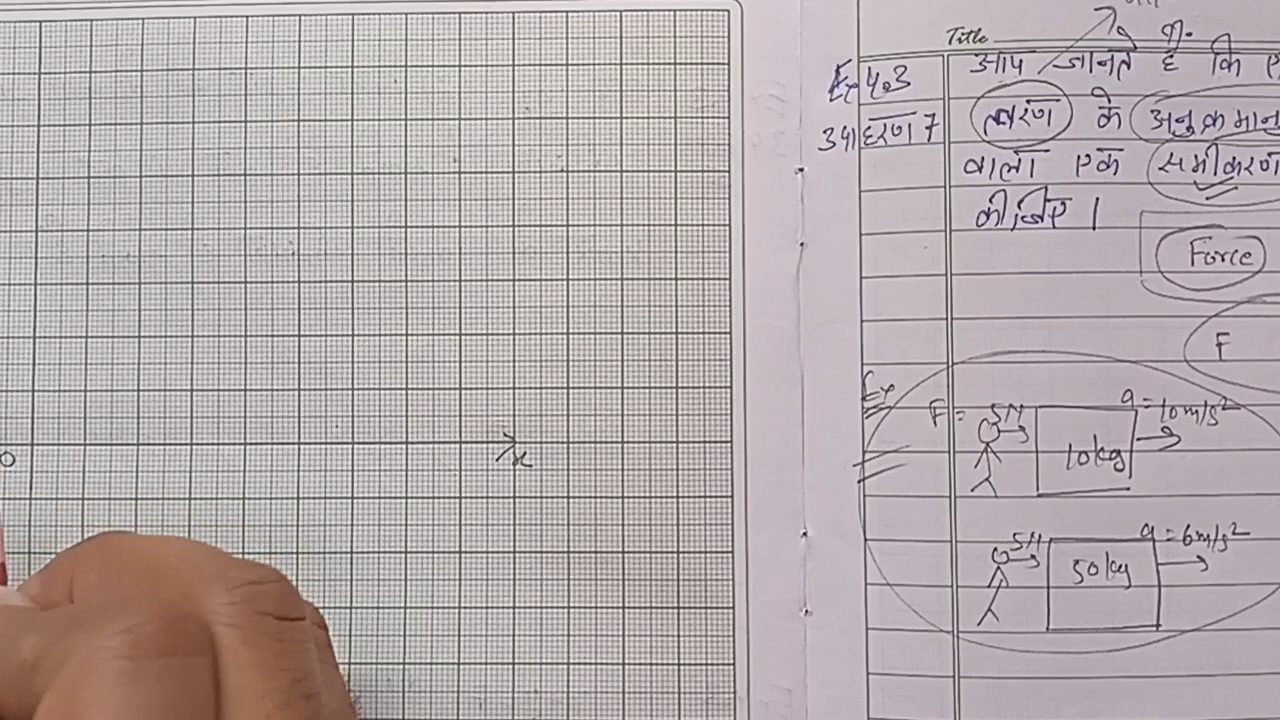 Title
Ex 4.3
उदाहरण 7
आप जानते हैं कि
त्वरण के अनुक्रमानु
वाला एक समीकरण
कीजिए।
Force
F
Ex
F = 5N
10kg
a = 10m/s²
5N
50kg
a = 6m/s²
o
x